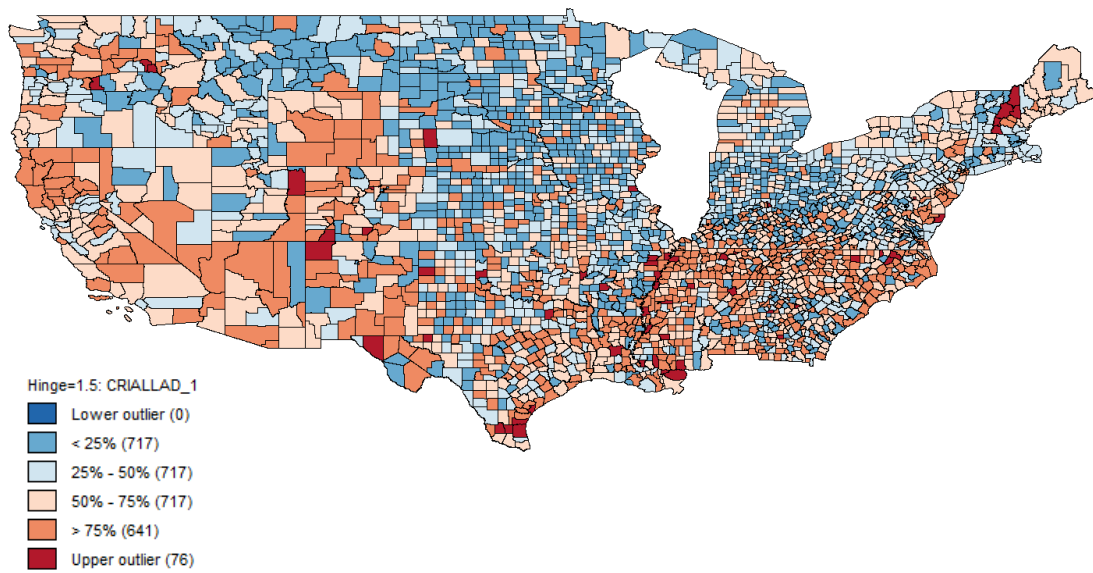 Hinge=1.5: CRIALLAD_1
Lower outlier (0)
< 25% (717)
25% - 50% (717)
50% - 75% (717)
> 75% (641)
Upper outlier (76)